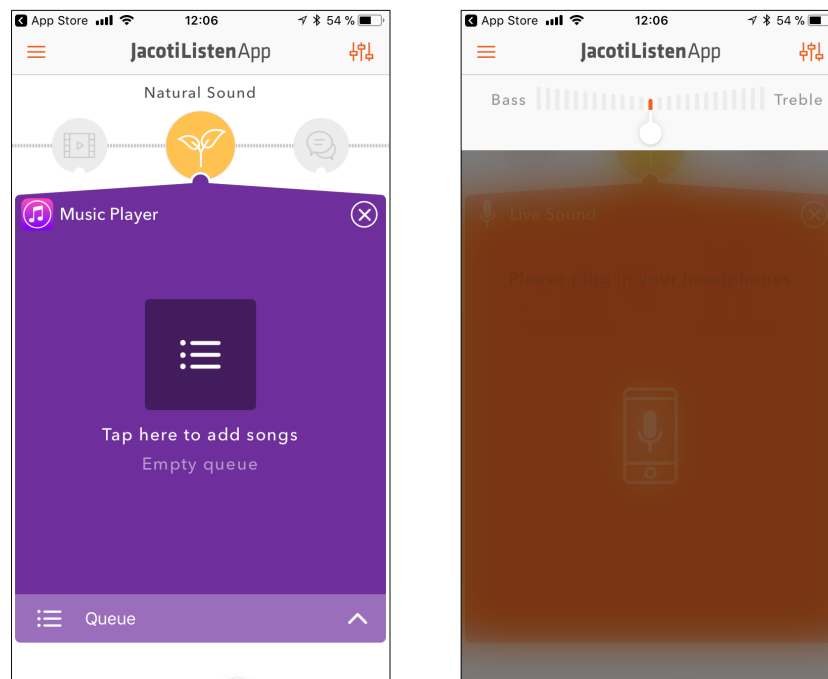 App Store 12:06 54 %
JacotiListenApp
Natural Sound
Music Player
Tap here to add songs
Empty queue
Queue
App Store 12:06 54 %
JacotiListenApp
Bass Treble
Live Sound
Please plug in your headphones